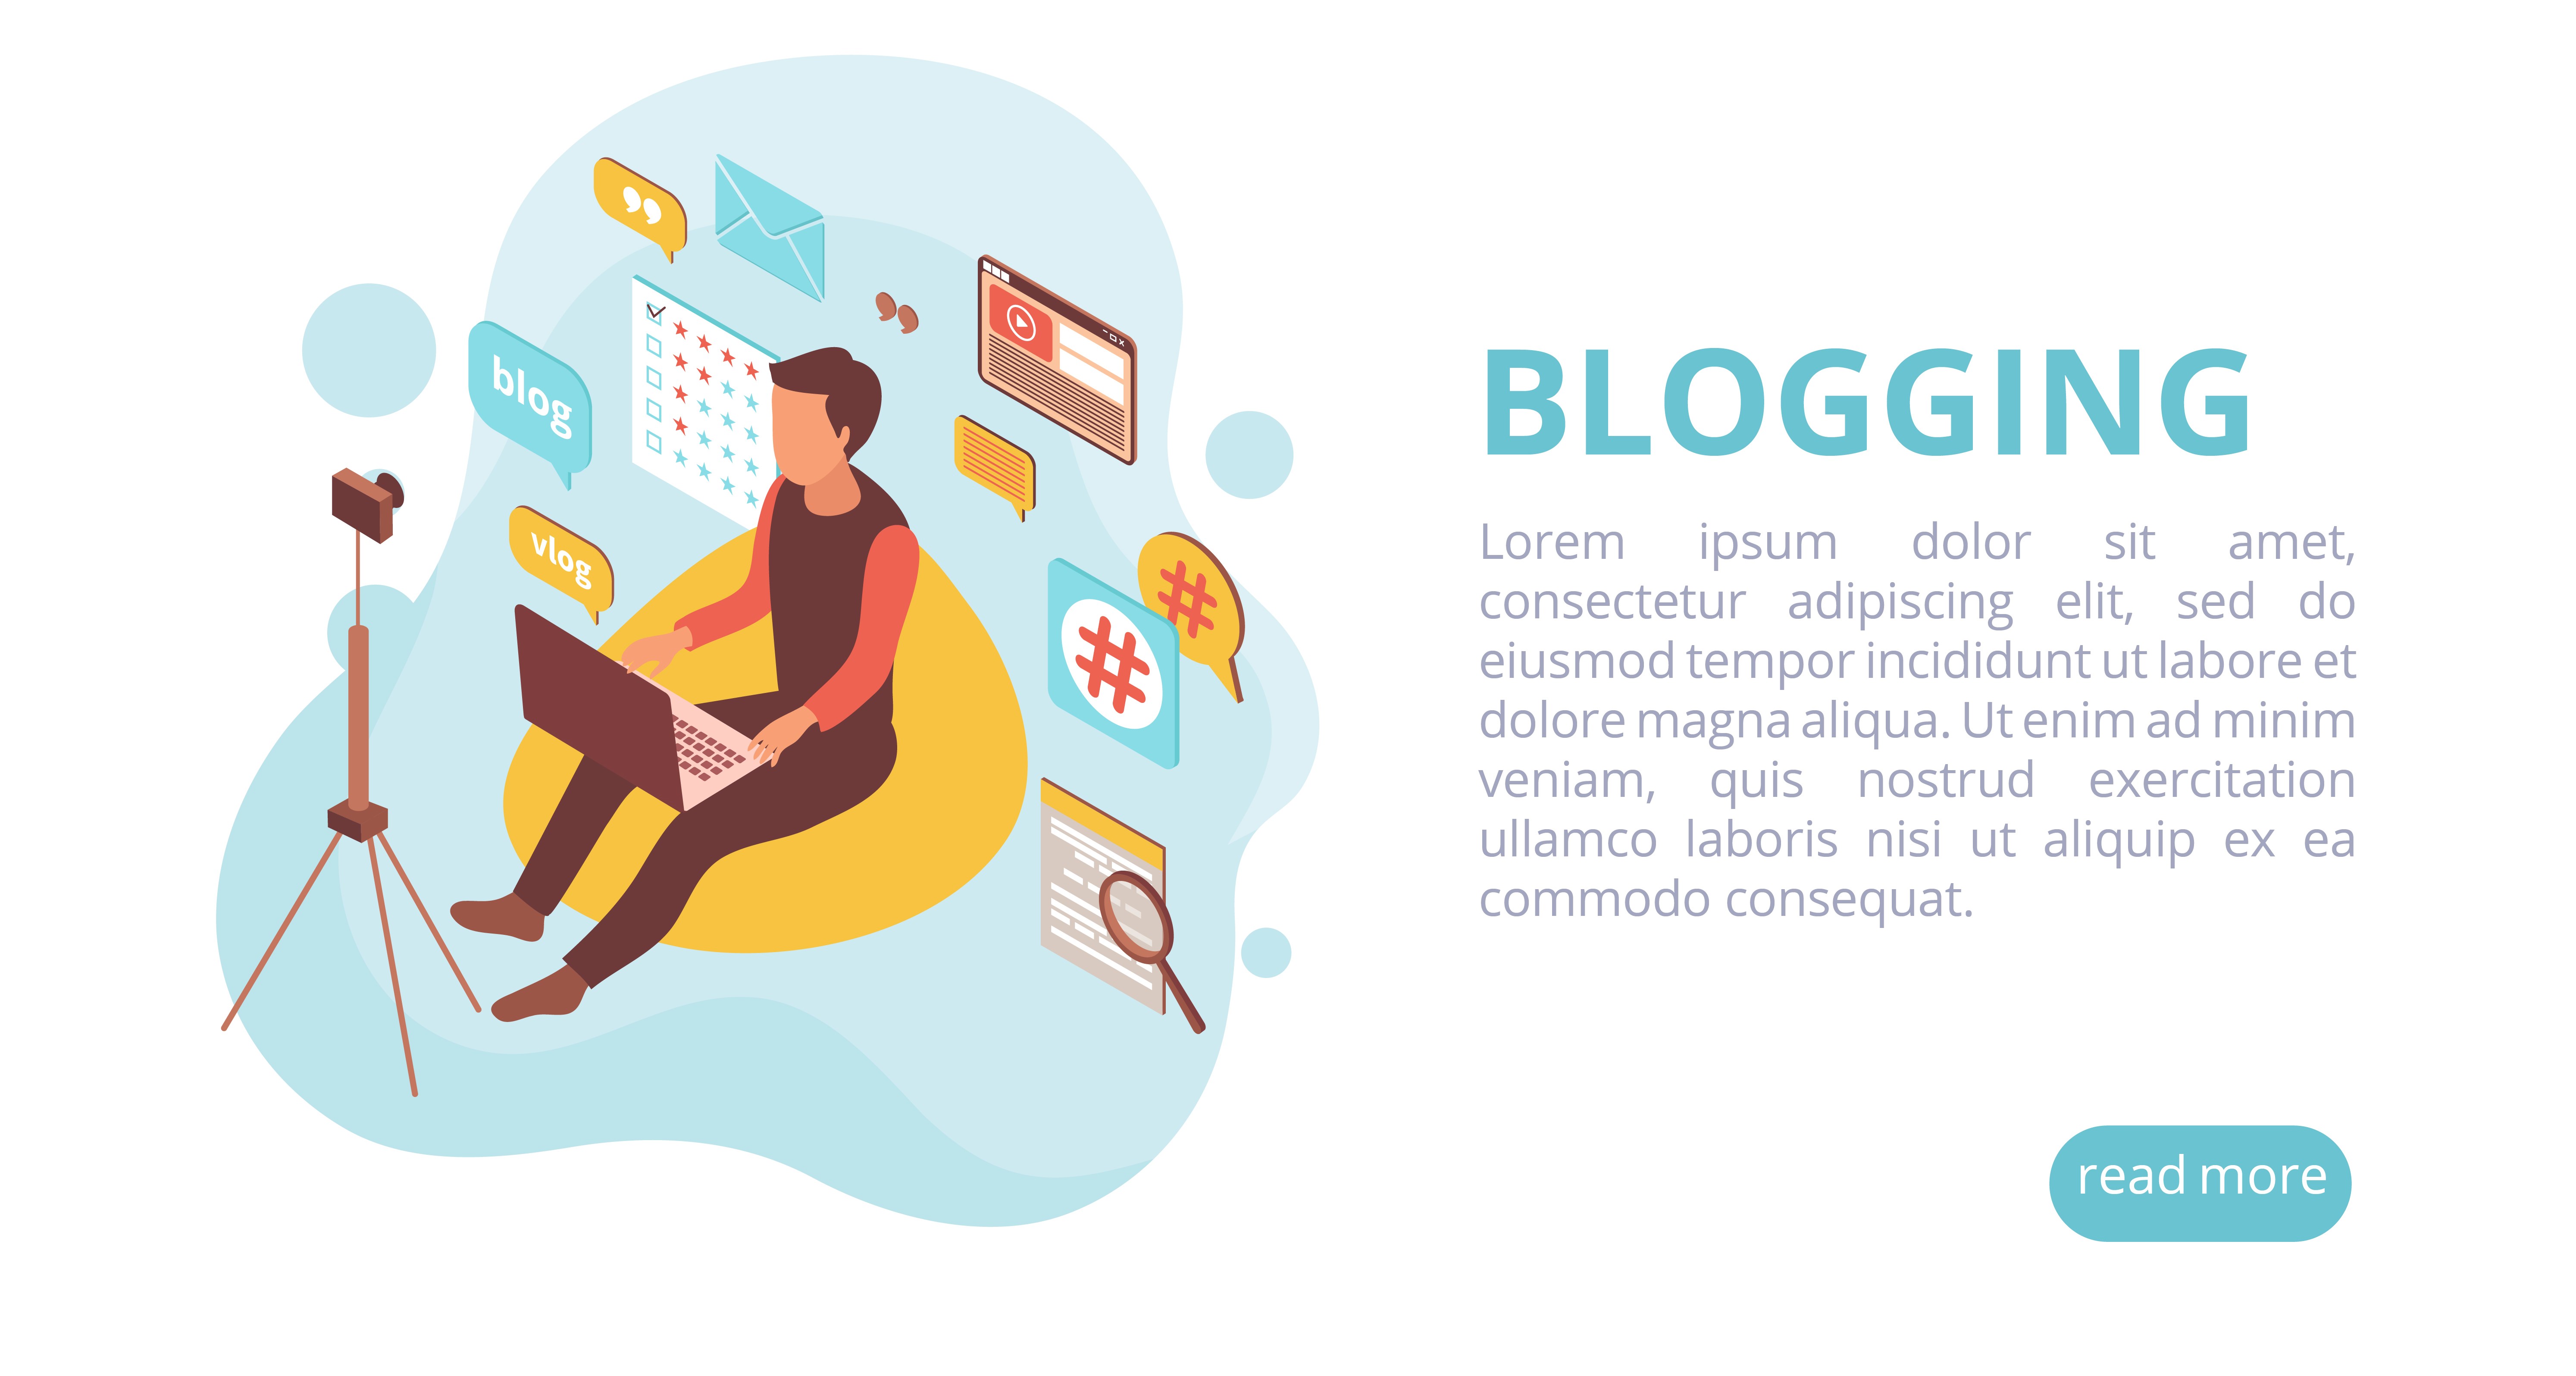 ”
blog
vlog
”
#
#
BLOGGING
Lorem ipsum dolor sit amet,
consectetur adipiscing elit, sed do
eiusmod tempor incididunt ut labore et
dolore magna aliqua. Ut enim ad minim
veniam, quis nostrud exercitation
ullamco laboris nisi ut aliquip ex ea
commodo consequat.
read more